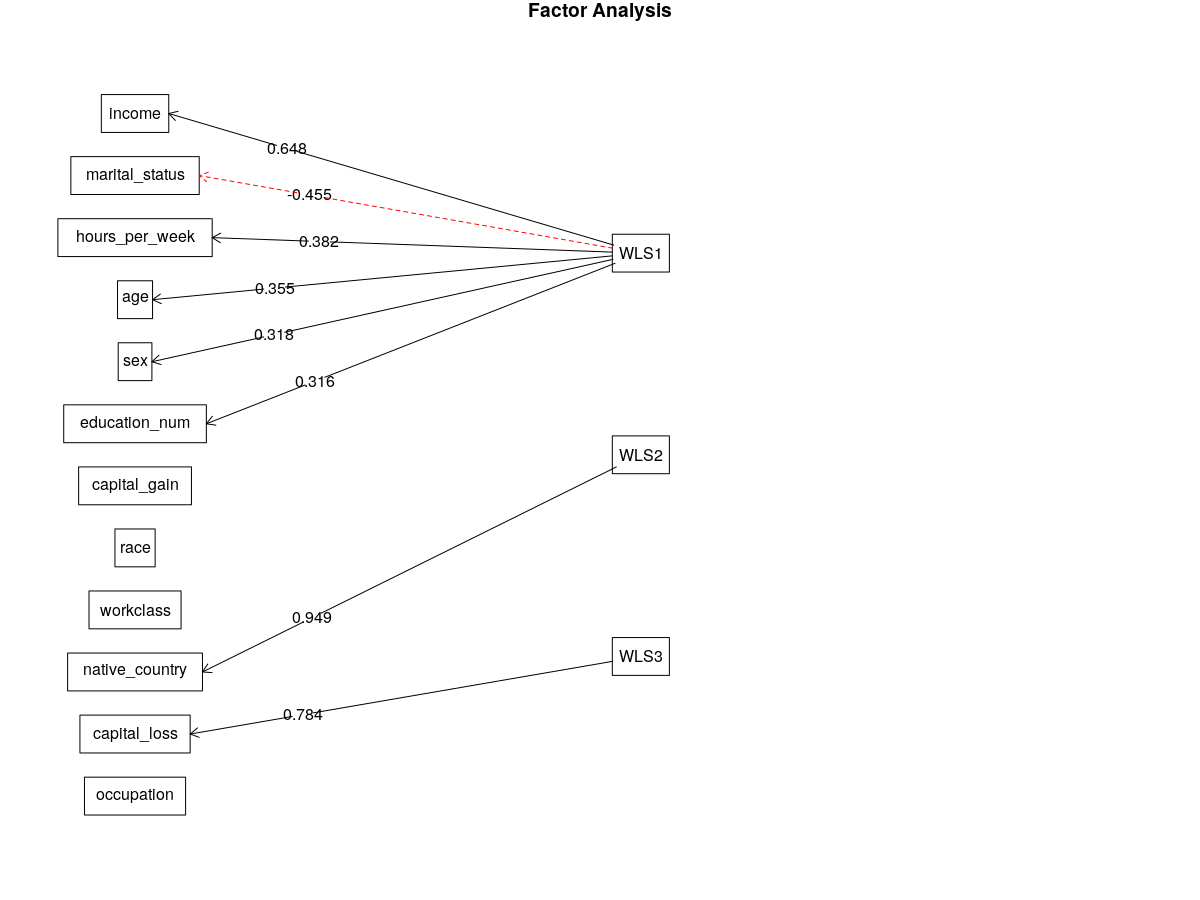 Factor Analysis
income
0.648
marital_status
-0.455
hours_per_week
0.382
WLS1
age
0.355
sex
0.318
0.316
education_num
WLS2
capital_gain
race
workclass
0.949
native_country
WLS3
0.784
capital_loss
occupation